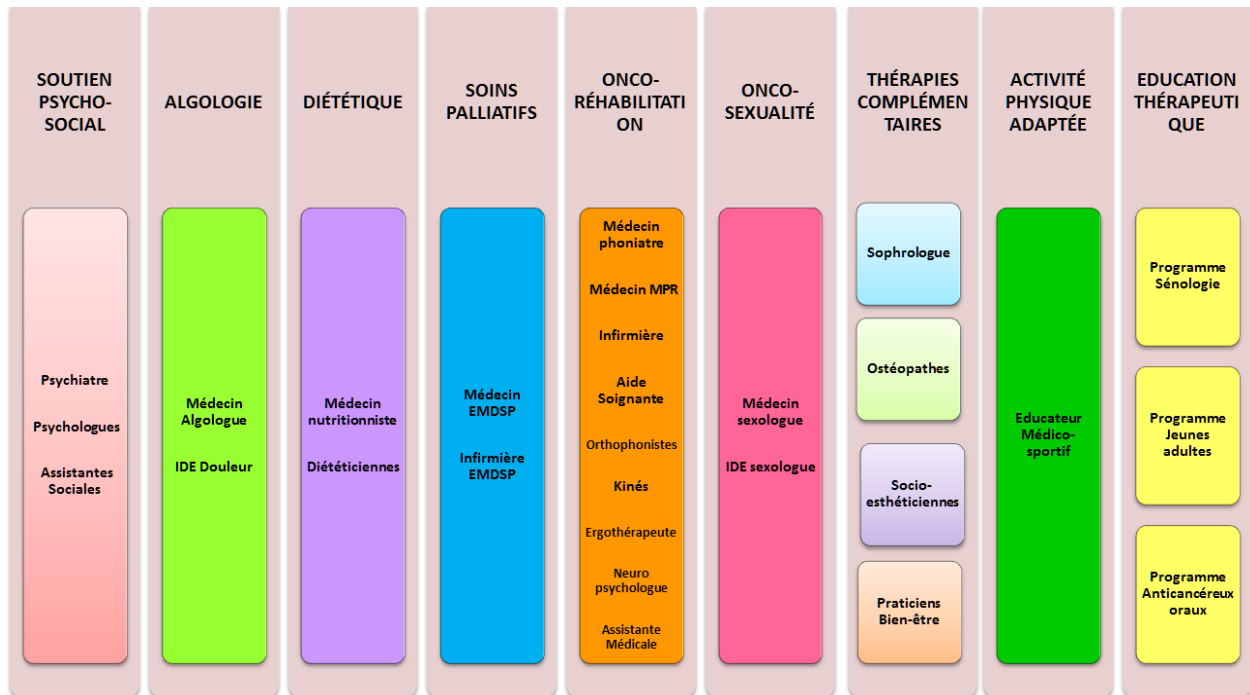 SOUTIEN
PSYCHO-
SOCIAL
Psychiatre
Psychologues
Assistantes
Sociales
ALGOLOGIE
Médecin
Algologue
IDE Douleur
DIÉTÉTIQUE
Médecin
nutritionniste
Diététiciennes
SOINS
PALLIATIFS
Médecin
EMDSP
Infirmière
EMDSP
ONCO-
RÉHABILITATI
ON
Médecin
phoniatre
Médecin MPR
Infirmière
Aide
Soignante
Orthophonistes
Kinés
Ergothérapeute
Neuro
psychologue
Assistante
Médicale
ONCO-
SEXUALITÉ
Médecin
sexologue
IDE sexologue
THÉRAPIES
COMPLÉMEN
TAIRES
Sophrologue
Ostéopathes
Socio-
esthéticiennes
Praticiens
Bien-être
ACTIVITÉ
PHYSIQUE
ADAPTÉE
Educateur
Médico-
sportif
EDUCATION
THÉRAPEUTI
QUE
Programme
Sénologie
Programme
Jeunes
adultes
Programme
Anticancéreux
oraux